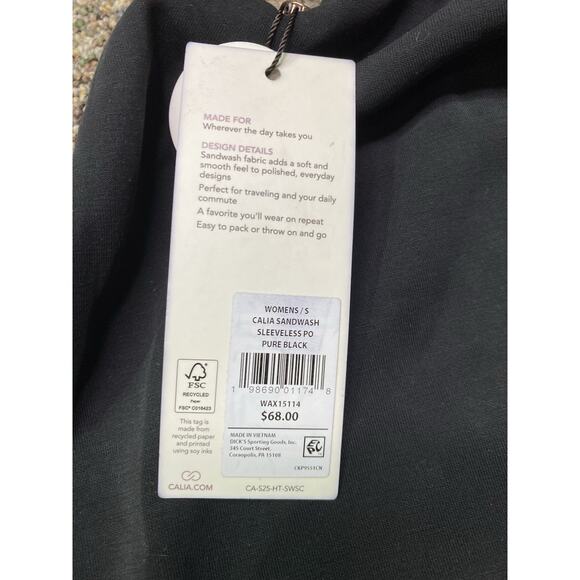 MADE FOR
Wherever the day takes you
DESIGN DETAILS
Sandwash fabric adds a soft and
smooth feel to polished, everyday
designs
Perfect for traveling and your daily
commute
A favorite you'll wear on repeat
Easy to pack or throw on and go
WOMENS / S
CALIA SANDWASH
SLEEVELESS PO
PURE BLACK
1 98690 01174 8
WAX15114
$68.00
MADE IN VIETNAM
DICK'S Sporting Goods, Inc.
345 Court Street,
Coraopolis, PA 15108
CKP9551CN
FSC
RECYCLED
Paper
FSC® C016423
This tag is
made from
recycled paper
and printed
using soy inks
CALIA.COM
CA-S25-HT-SWSC